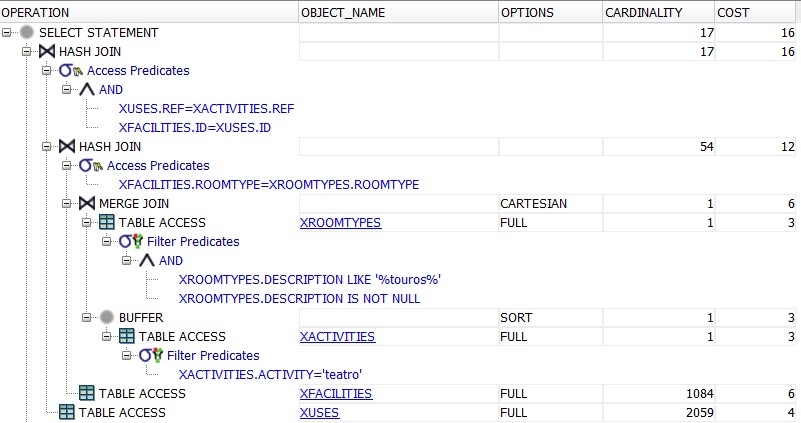 OPERATION OBJECT_NAME OPTIONS CARDINALITY COST
SELECT STATEMENT 17 16
HASH JOIN 17 16
Access Predicates
AND
XUSES.REF=XACTIVITIES.REF
XFACILITIES.ID=XUSES.ID
HASH JOIN 54 12
Access Predicates
XFACILITIES.ROOMTYPE=XROOMTYPES.ROOMTYPE
MERGE JOIN CARTESIAN 1 6
TABLE ACCESS XROOMTYPES FULL 1 3
Filter Predicates
AND
XROOMTYPES.DESCRIPTION LIKE '%touros%'
XROOMTYPES.DESCRIPTION IS NOT NULL
BUFFER SORT 1 3
TABLE ACCESS XACTIVITIES FULL 1 3
Filter Predicates
XACTIVITIES.ACTIVITY='teatro'
TABLE ACCESS XFACILITIES FULL 1084 6
TABLE ACCESS XUSES FULL 2059 4